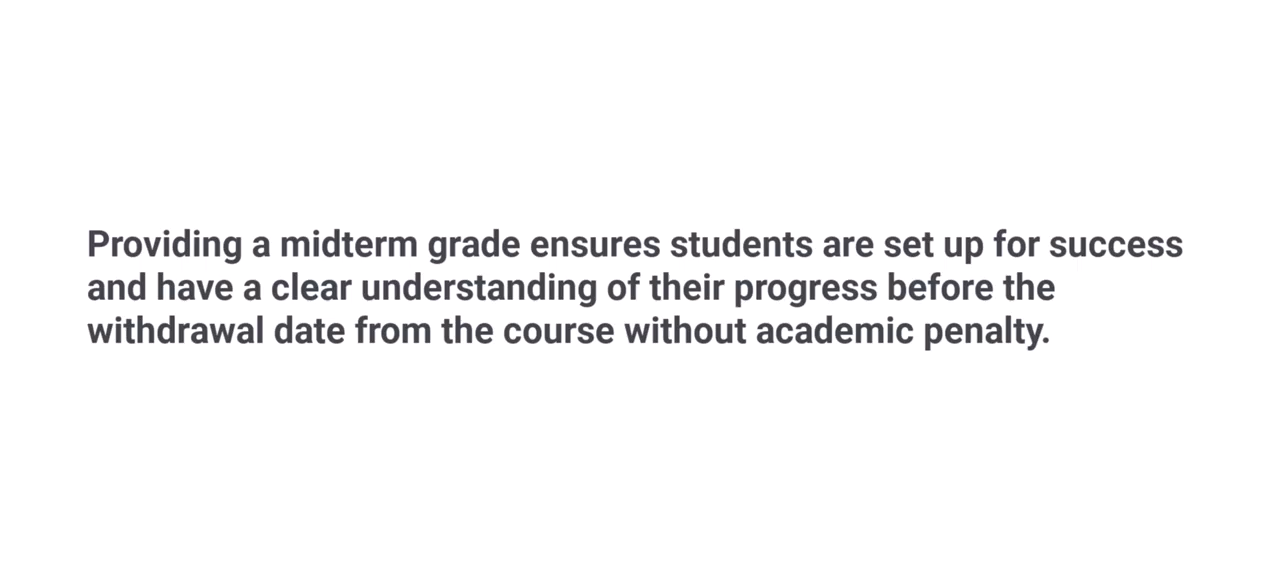 Providing a midterm grade ensures students are set up for success
and have a clear understanding of their progress before the
withdrawal date from the course without academic penalty.